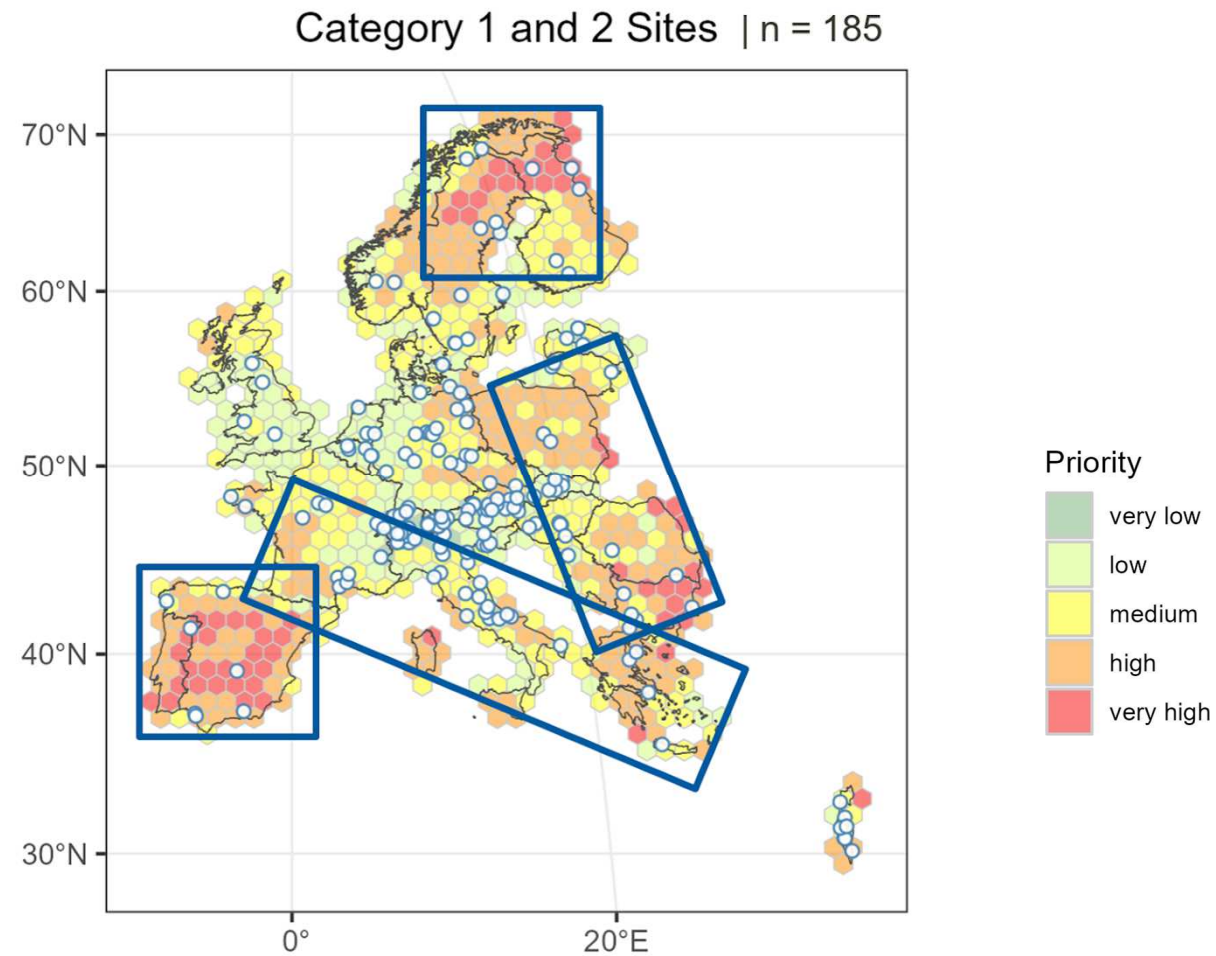 Category 1 and 2 Sites | n = 185
70°N
60°N
50°N
40°N
30°N
0°
20°E
Priority
very low
low
medium
high
very high